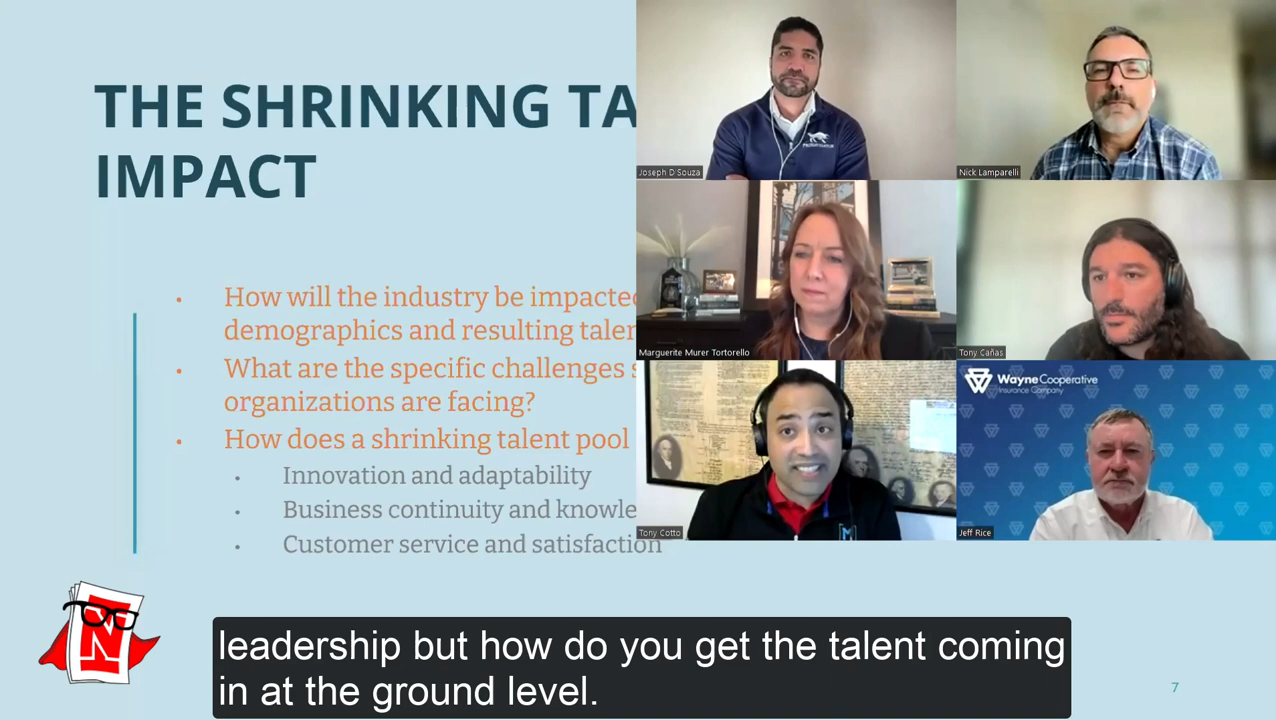 THE SHRINKING TA
IMPACT
• How will the industry be impacted
demographics and resulting taler
• What are the specific challenges s
organizations are facing?
• How does a shrinking talent pool
• Innovation and adaptability
• Business continuity and knowle
• Customer service and satisfaction
Joseph D'Souza
Nick Lamparelli
Marguerite Murer Tortorello
Tony Cañas
Wayne Cooperative
Insurance Company
Tony Cotto
Jeff Rice
N
leadership but how do you get the talent coming
in at the ground level.
7